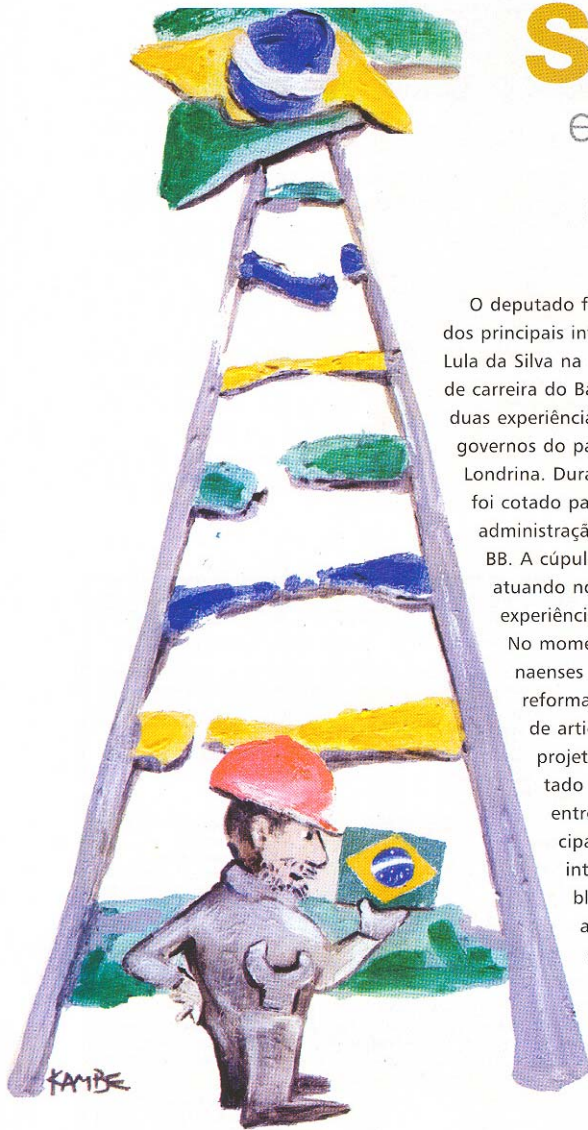 S
e
O deputado f
dos principais in
Lula da Silva na
de carreira do Ba
duas experiência
governos do pa
Londrina. Dura
foi cotado pa
administração
BB. A cúpul
atuando no
experiênci
No mome
naenses
reforma
de arti
projet
tado
entr
cipa
int
bl
a
KAMBE